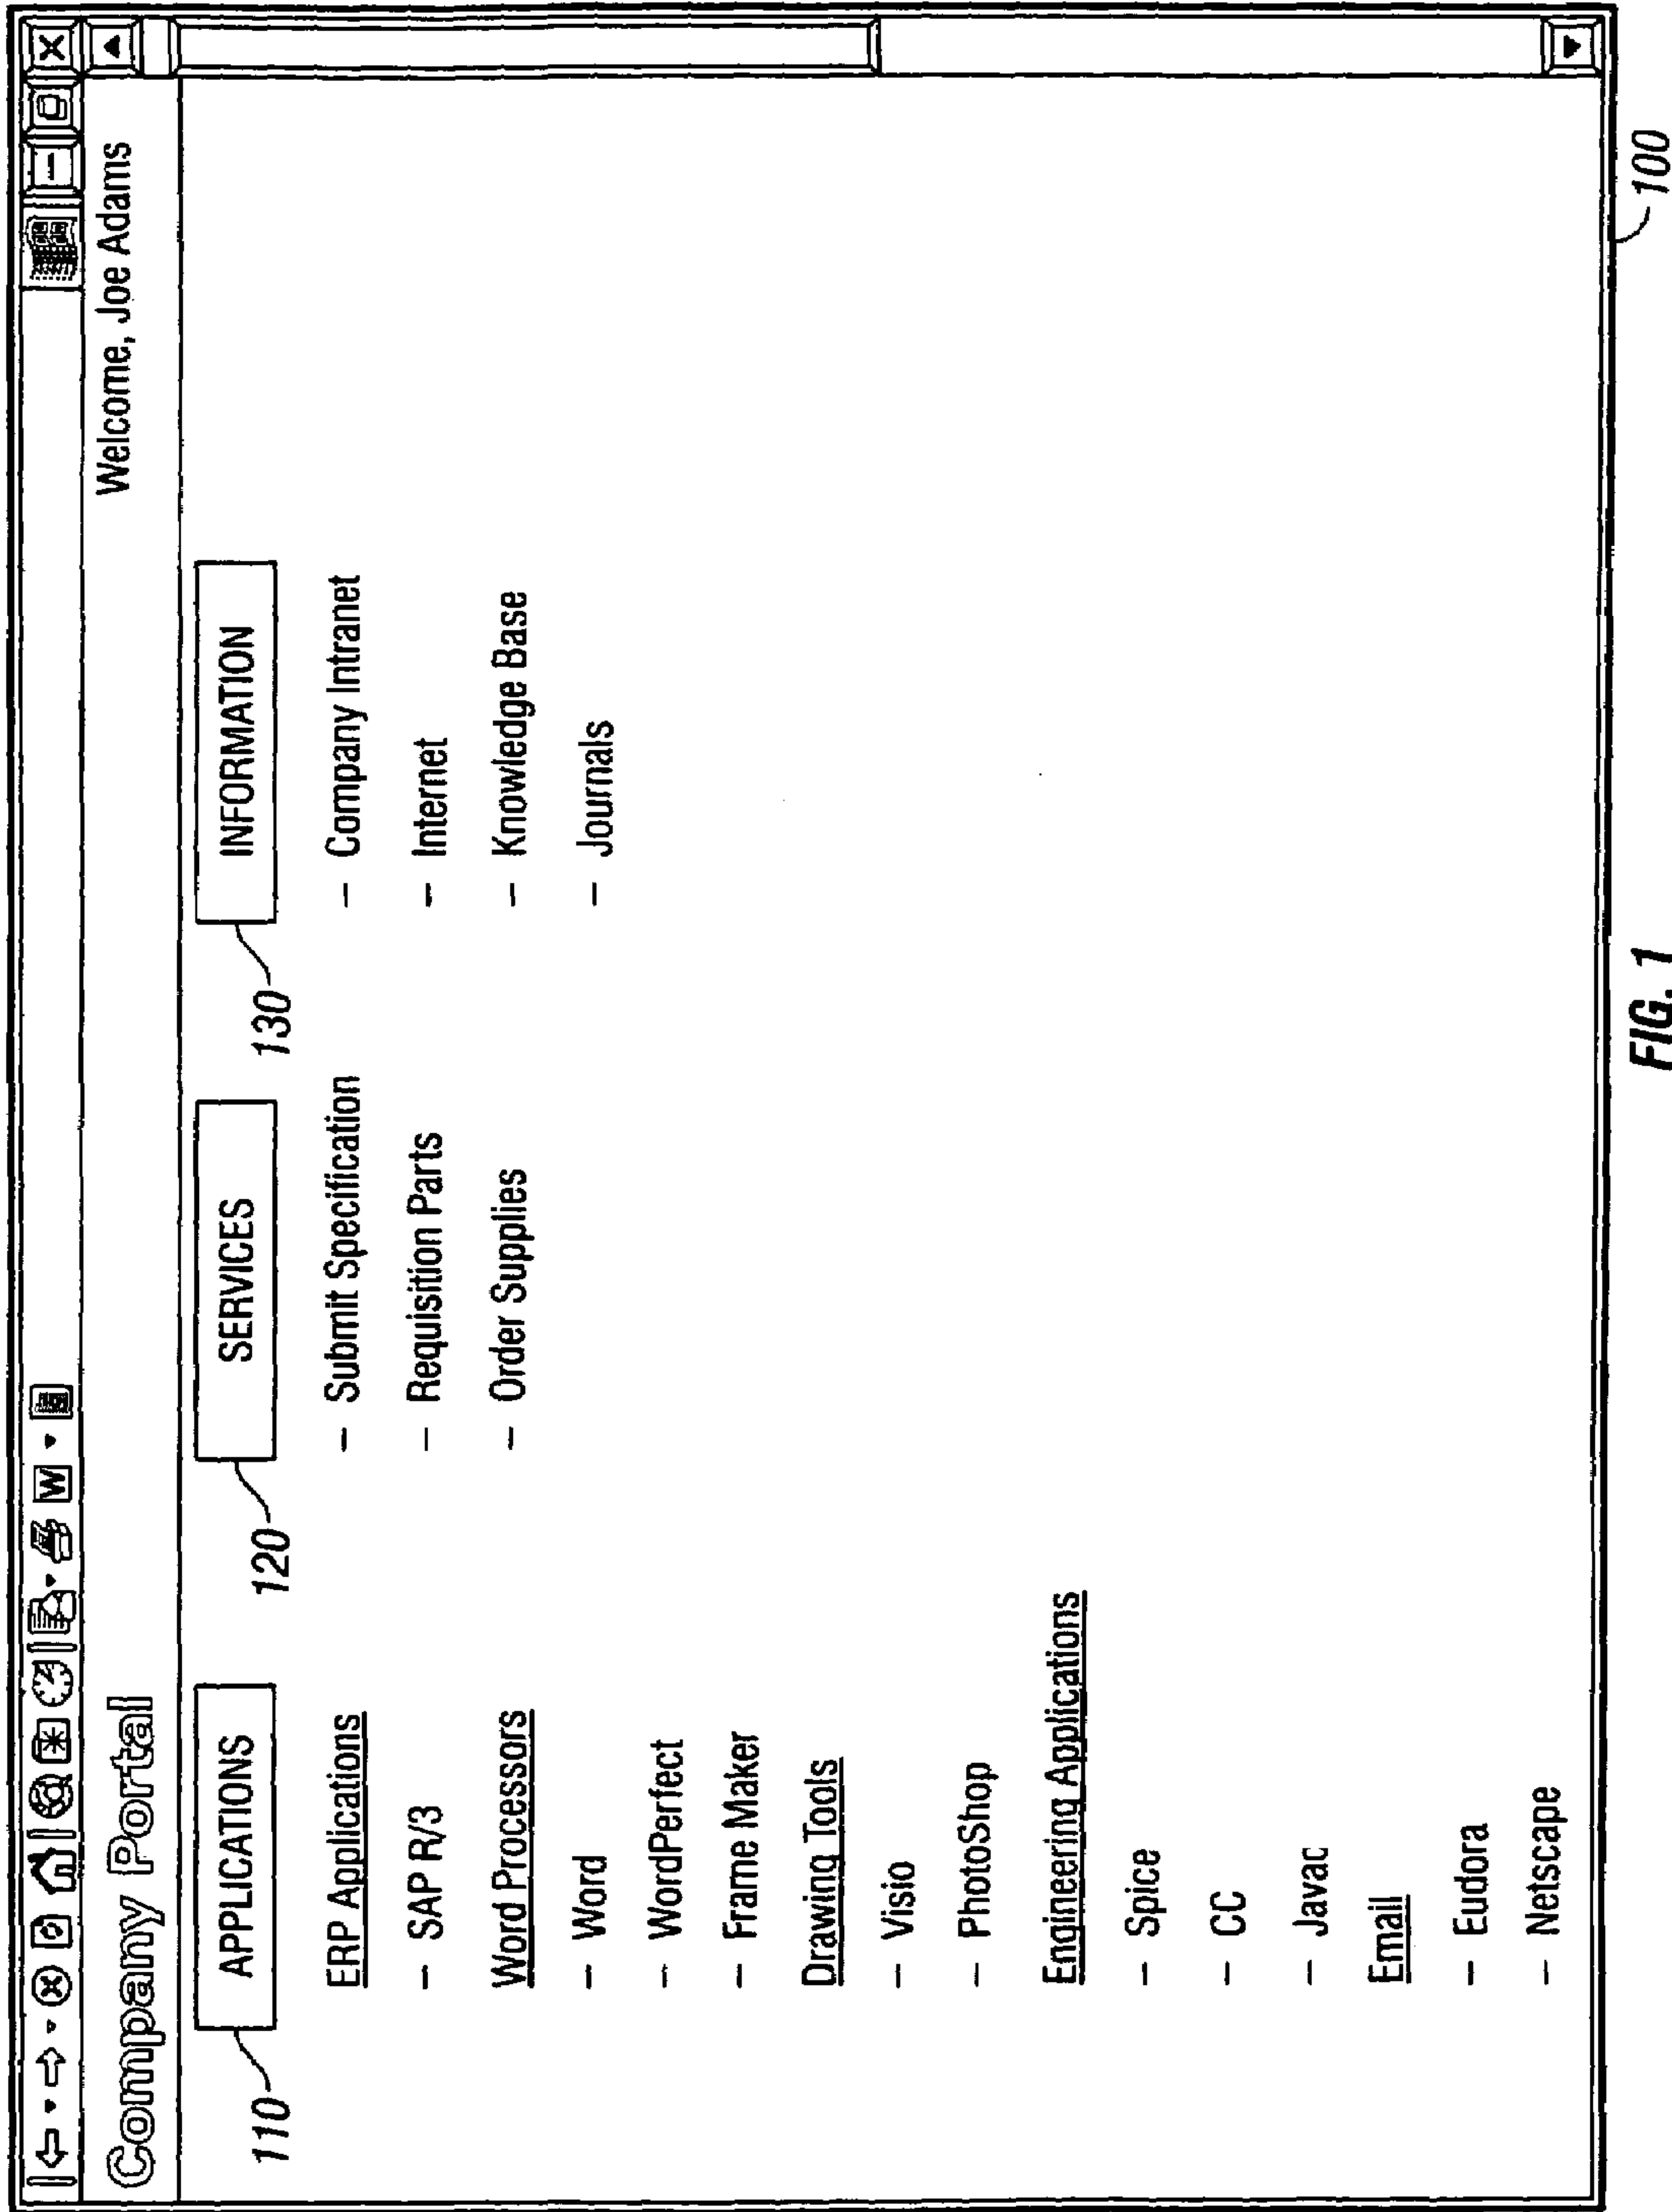 W
Company Portal
Welcome, Joe Adams
110
APPLICATIONS
ERP Applications
– SAP R/3
Word Processors
– Word
– WordPerfect
– Frame Maker
Drawing Tools
– Visio
– PhotoShop
Engineering Applications
– Spice
– CC
– Javac
Email
– Eudora
– Netscape
120
SERVICES
– Submit Specification
– Requisition Parts
– Order Supplies
130
INFORMATION
– Company Intranet
– Internet
– Knowledge Base
– Journals
100
FIG. 1